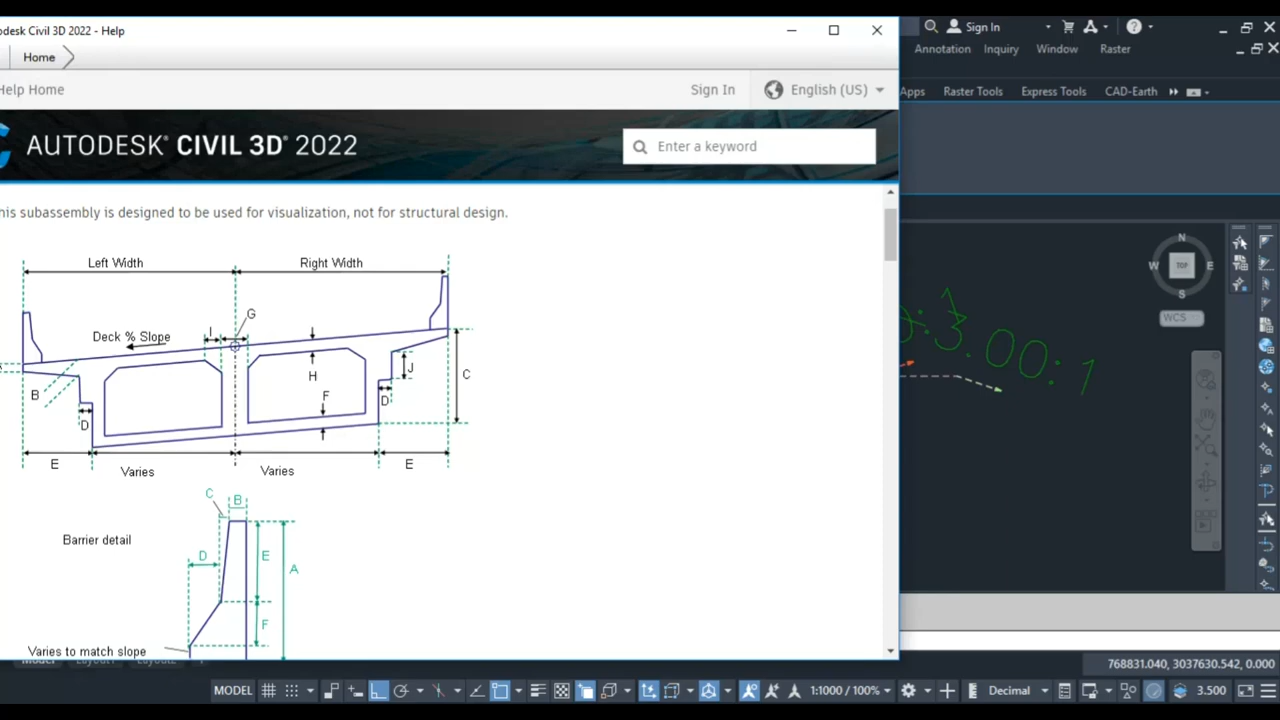 odesk Civil 3D 2022 - Help
Sign In
Home
Annotation Inquiry Window Raster
Help Home
Sign In
English (US)
Apps Raster Tools Express Tools CAD-Earth
AUTODESK® CIVIL 3D® 2022
Enter a keyword
his subassembly is designed to be used for visualization, not for structural design.
Left Width Right Width
N
W TOP E
S
WCS
I G
Deck % Slope
H J C
B F D
D
E Varies Varies E
3.00:1
C B
Barrier detail
D E A
F
Varies to match slope
768831.040, 3037630.542, 0.000
MODEL 1:1000 / 100% Decimal 3.500